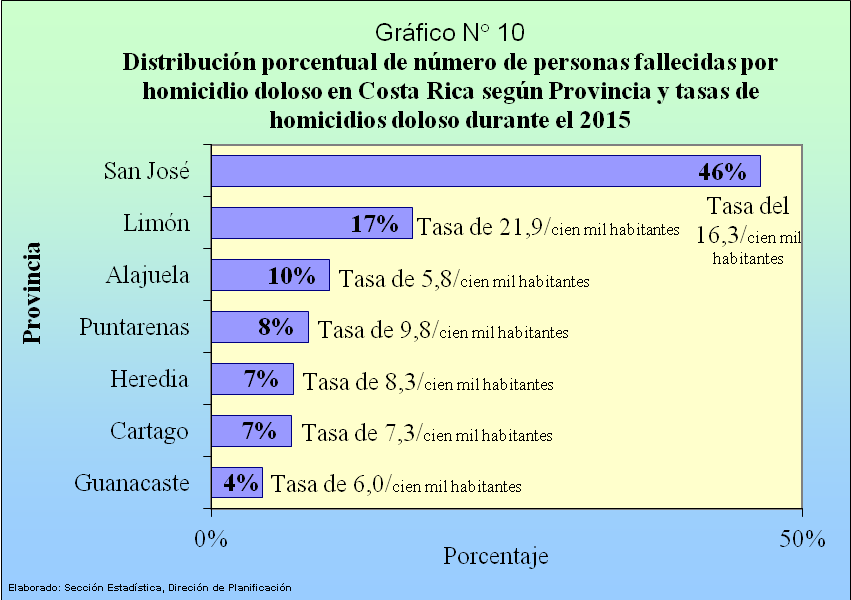 Gráfico N° 10
Distribución porcentual de número de personas fallecidas por
homicidio doloso en Costa Rica según Provincia y tasas de
homicidios doloso durante el 2015
Provincia
San José 46%
Tasa del
16,3/cien mil
habitantes
Limón 17% Tasa de 21,9/cien mil habitantes
Alajuela 10% Tasa de 5,8/cien mil habitantes
Puntarenas 8% Tasa de 9,8/cien mil habitantes
Heredia 7% Tasa de 8,3/cien mil habitantes
Cartago 7% Tasa de 7,3/cien mil habitantes
Guanacaste 4% Tasa de 6,0/cien mil habitantes
0% 50%
Porcentaje
Elaborado: Sección Estadística, Direción de Planificación